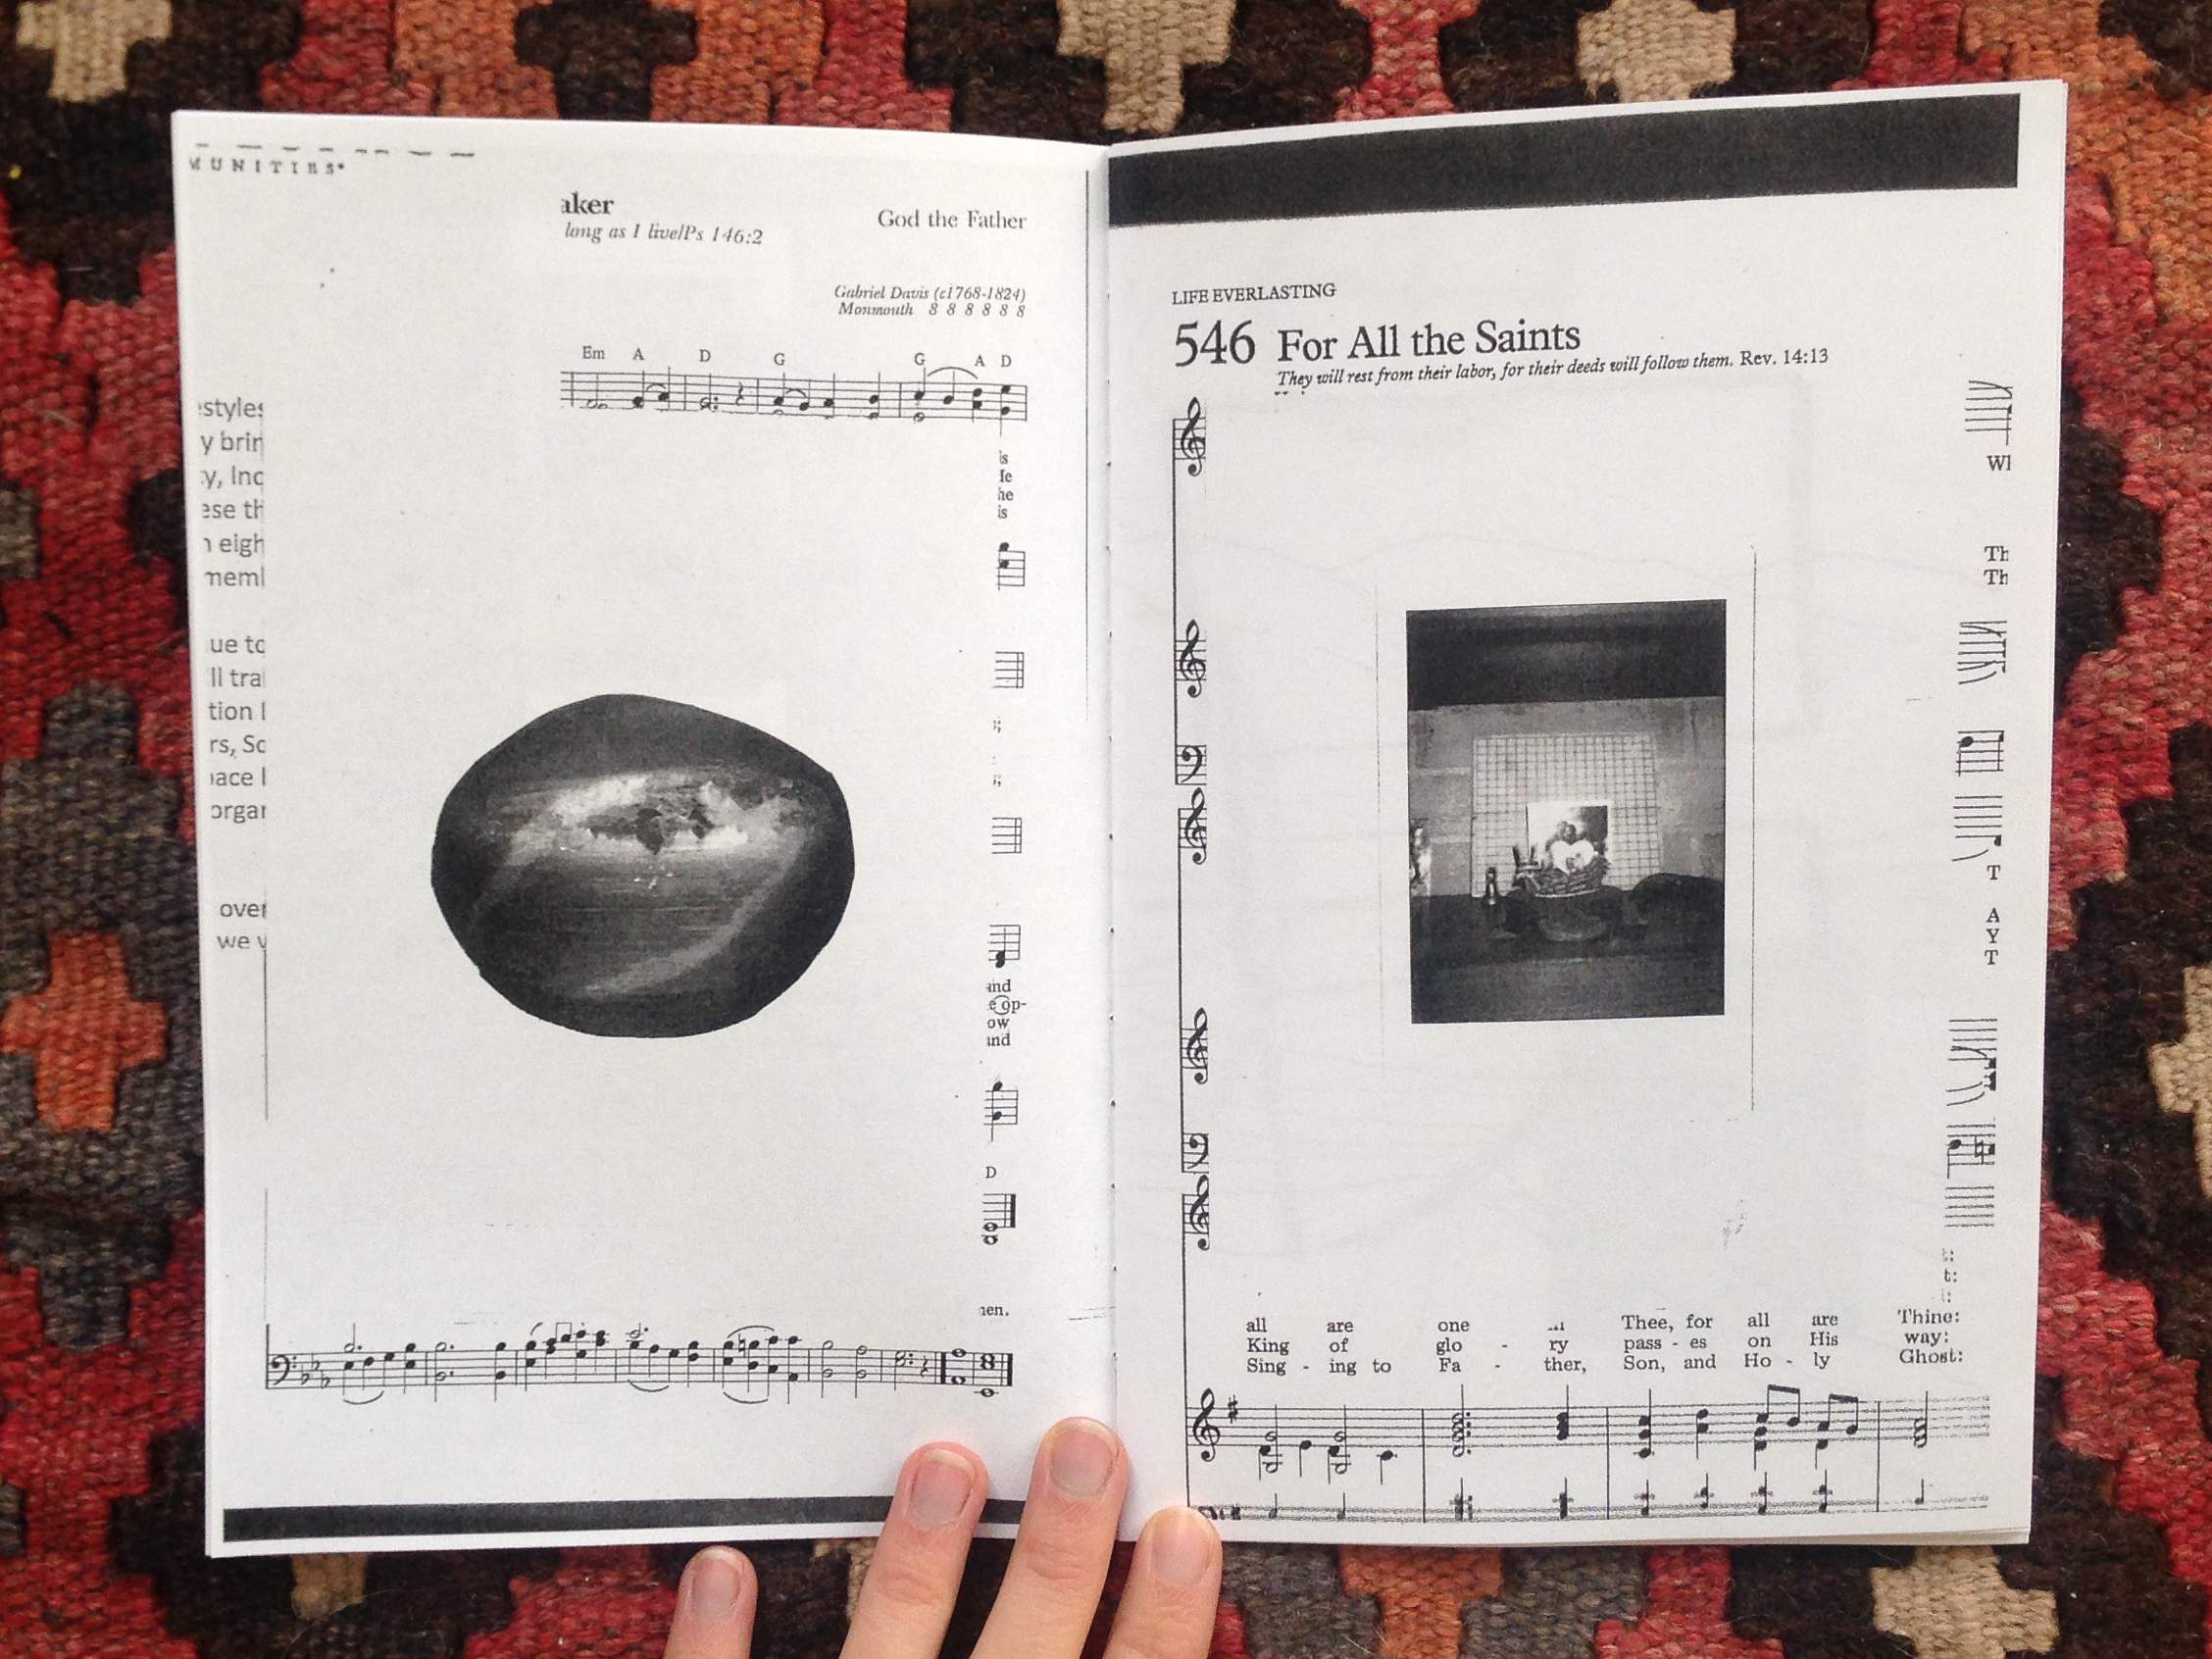 MUNITIES*
aker
long as I live/Ps 146:2
God the Father
Gabriel Davis (c1768-1824)
Monmouth 8 8 8 8 8 8
Em A D G G A D
style
y brin
y, Inc
ese th
n eigh
meml
ue to
ll tra
tion I
rs, So
ace l
organ
over
we v
is
le
he
is
;
;
and
e op-
ow
and
D
nen.
LIFE EVERLASTING
546 For All the Saints
They will rest from their labor, for their deeds will follow them. Rev. 14:13
Wl
Th
Th
T
A
Y T
T
t:
all are one Thee, for all are Thine:
King of glo - ry pass - es on His way:
Sing - ing to Fa - ther, Son, and Ho - ly Ghost: